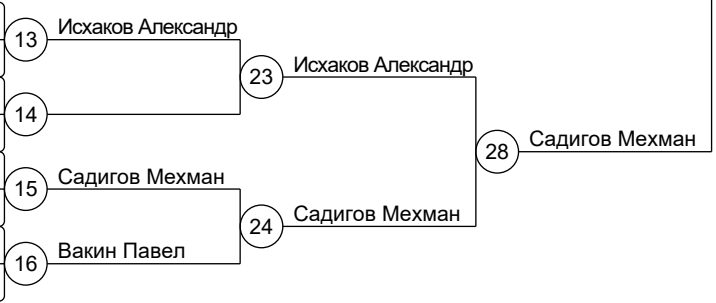 13 Исхаков Александр
23 Исхаков Александр
14
28 Садигов Мехман
15 Садигов Мехман
24 Садигов Мехман
16 Вакин Павел